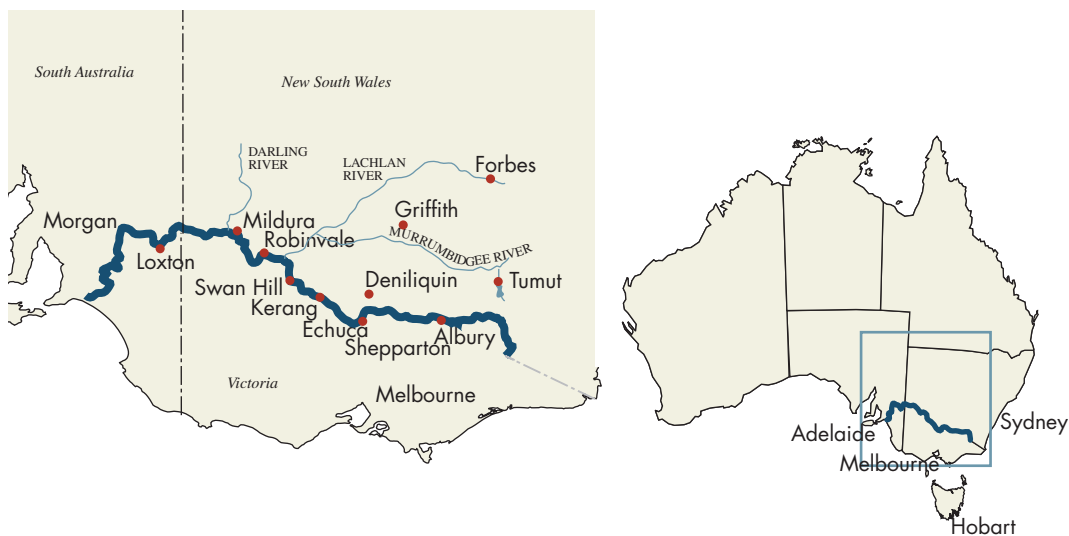 South Australia
New South Wales
DARLING
RIVER
LACHLAN
RIVER
Forbes
Griffith
Morgan
Mildura
Robinvale
MURRUMBIDGEE RIVER
Loxton
Swan Hill
Deniliquin
Tumut
Kerang
Echuca
Albury
Shepparton
Victoria
Melbourne
Sydney
Adelaide
Melbourne
Hobart